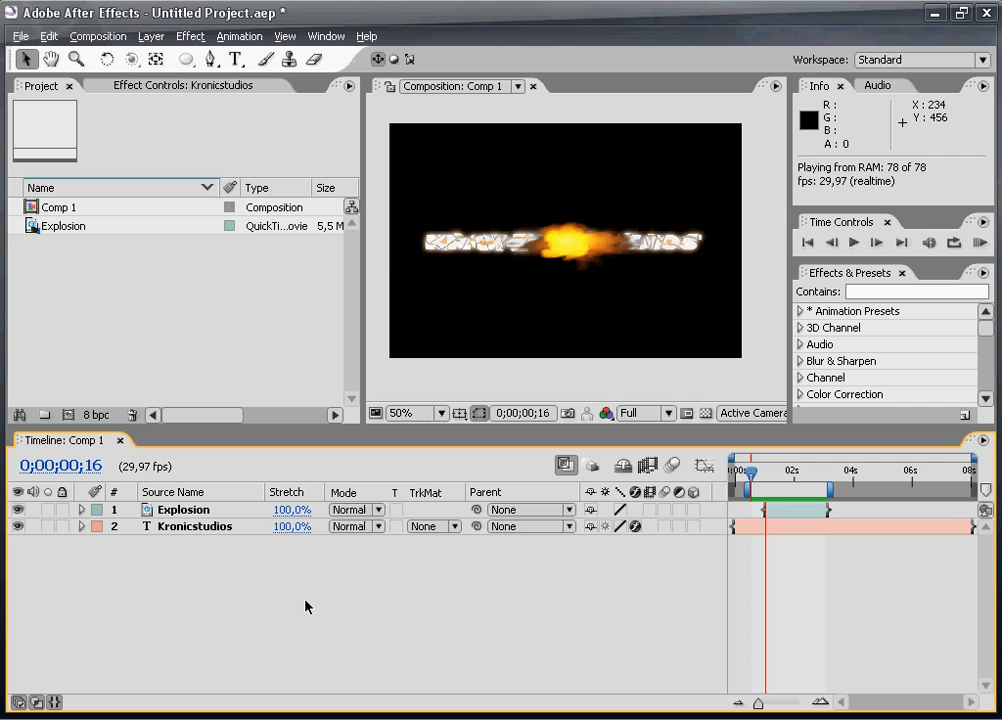 Adobe After Effects - Untitled Project.aep *
File Edit Composition Layer Effect Animation View Window Help
Workspace: Standard
Project × Effect Controls: Kronicstudios
Composition: Comp 1 ×
Info × Audio
R :
G :
B :
A : 0
X : 234
Y : 456
Playing from RAM: 78 of 78
fps: 29,97 (realtime)
Name Type Size
Comp 1 Composition
Explosion QuickTi...ovie 5,5 M
Time Controls ×
Effects & Presets ×
Contains:
* Animation Presets
3D Channel
Audio
Blur & Sharpen
Channel
Color Correction
8 bpc
50% 0;00;00;16 Full Active Camera
Timeline: Comp 1 ×
0;00;00;16 (29,97 fps)
02s 04s 06s 08s
# Source Name Stretch Mode T TrkMat Parent
1 Explosion 100,0% Normal None
2 T Kronicstudios 100,0% Normal None None